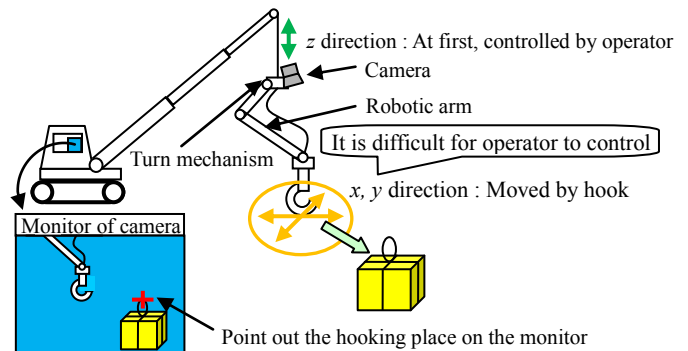 z direction : At first, controlled by operator
Camera
Robotic arm
It is difficult for operator to control
Turn mechanism
x, y direction : Moved by hook
Monitor of camera
Point out the hooking place on the monitor